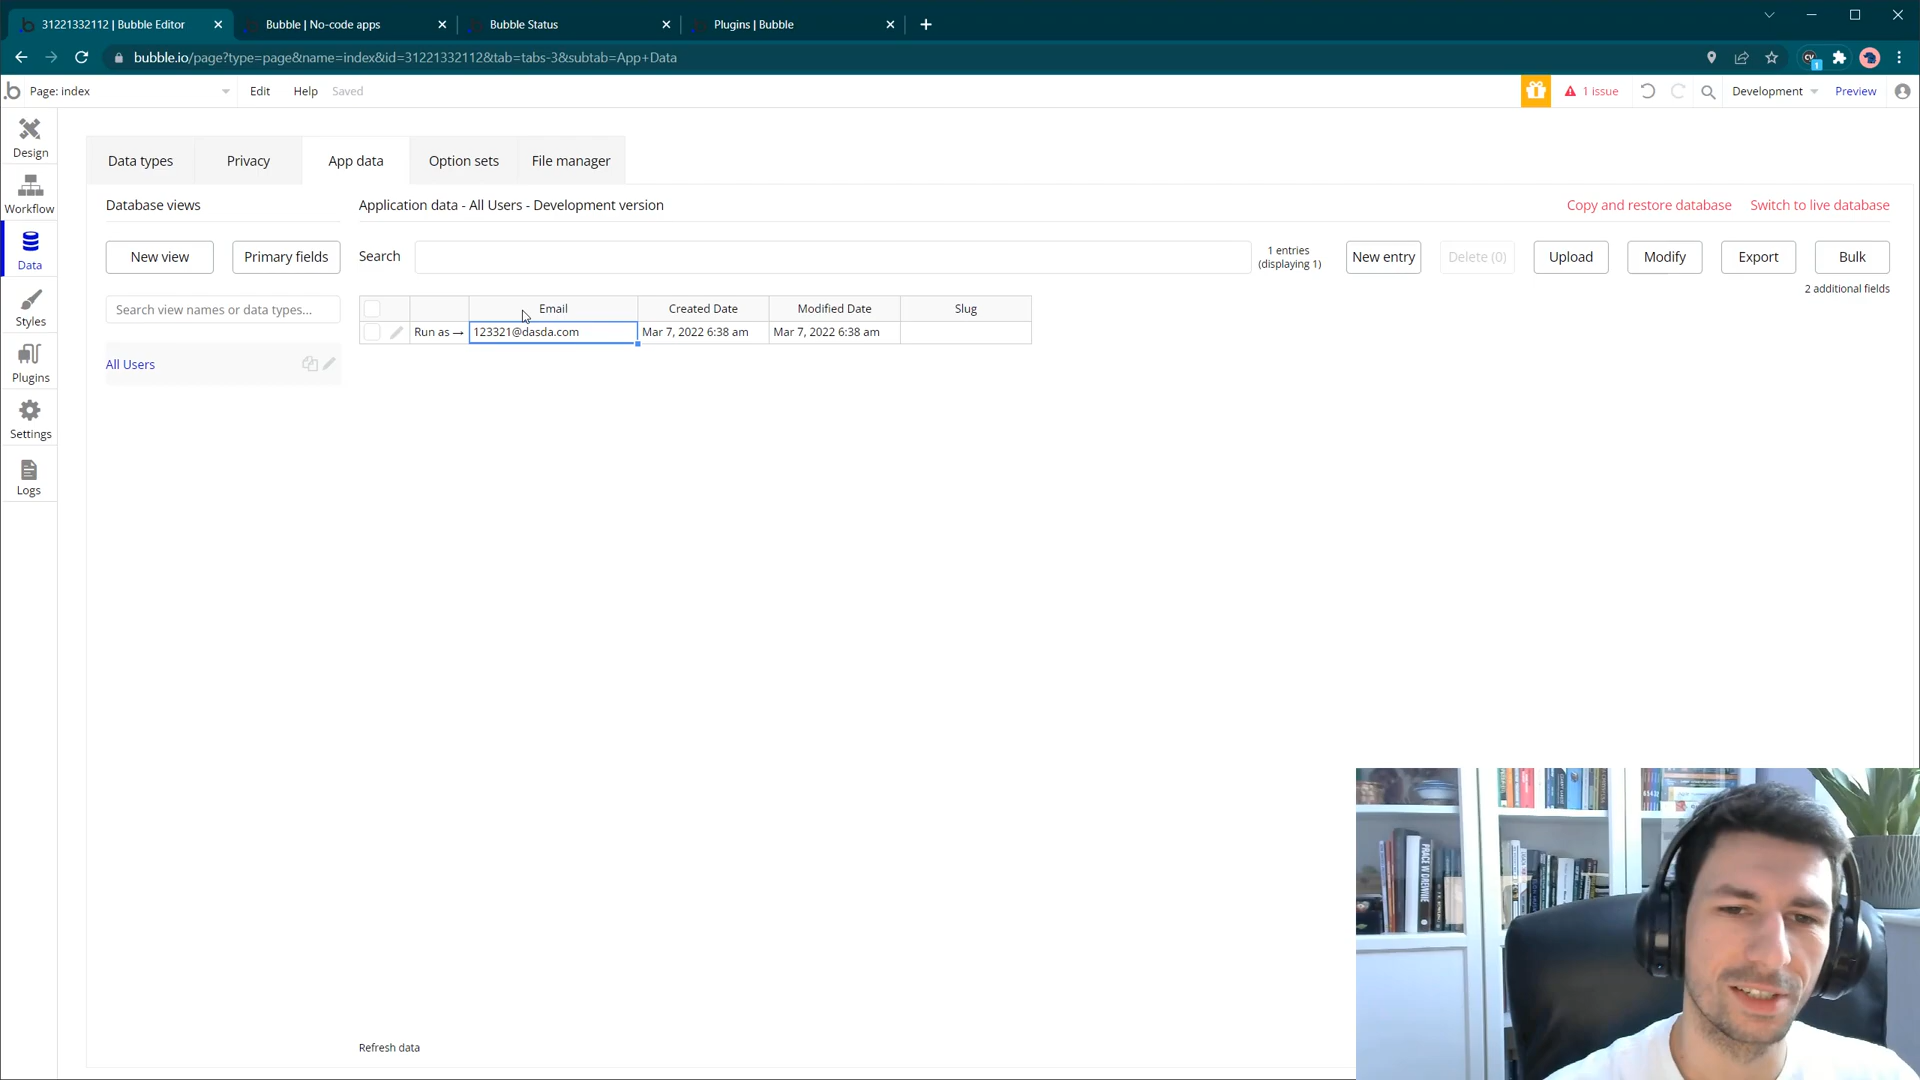 31221332112 | Bubble Editor
Bubble | No-code apps
Bubble Status
Plugins | Bubble
bubble.io/page?type=page&name=index&id=31221332112&tab=tabs-3&subtab=App+Data
Page: index
Edit
Help
Saved
1 issue
Development
Preview
Design
Workflow
Data
Styles
Plugins
Settings
Logs
Data types
Privacy
App data
Option sets
File manager
Database views
Application data - All Users - Development version
Copy and restore database
Switch to live database
New view
Primary fields
Search
1 entries
(displaying 1)
New entry
Delete (0)
Upload
Modify
Export
Bulk
2 additional fields
Search view names or data types...
All Users
Email
Created Date
Modified Date
Slug
Run as →
123321@dasda.com
Mar 7, 2022 6:38 am
Mar 7, 2022 6:38 am
Refresh data
PRACE W DREWNIE